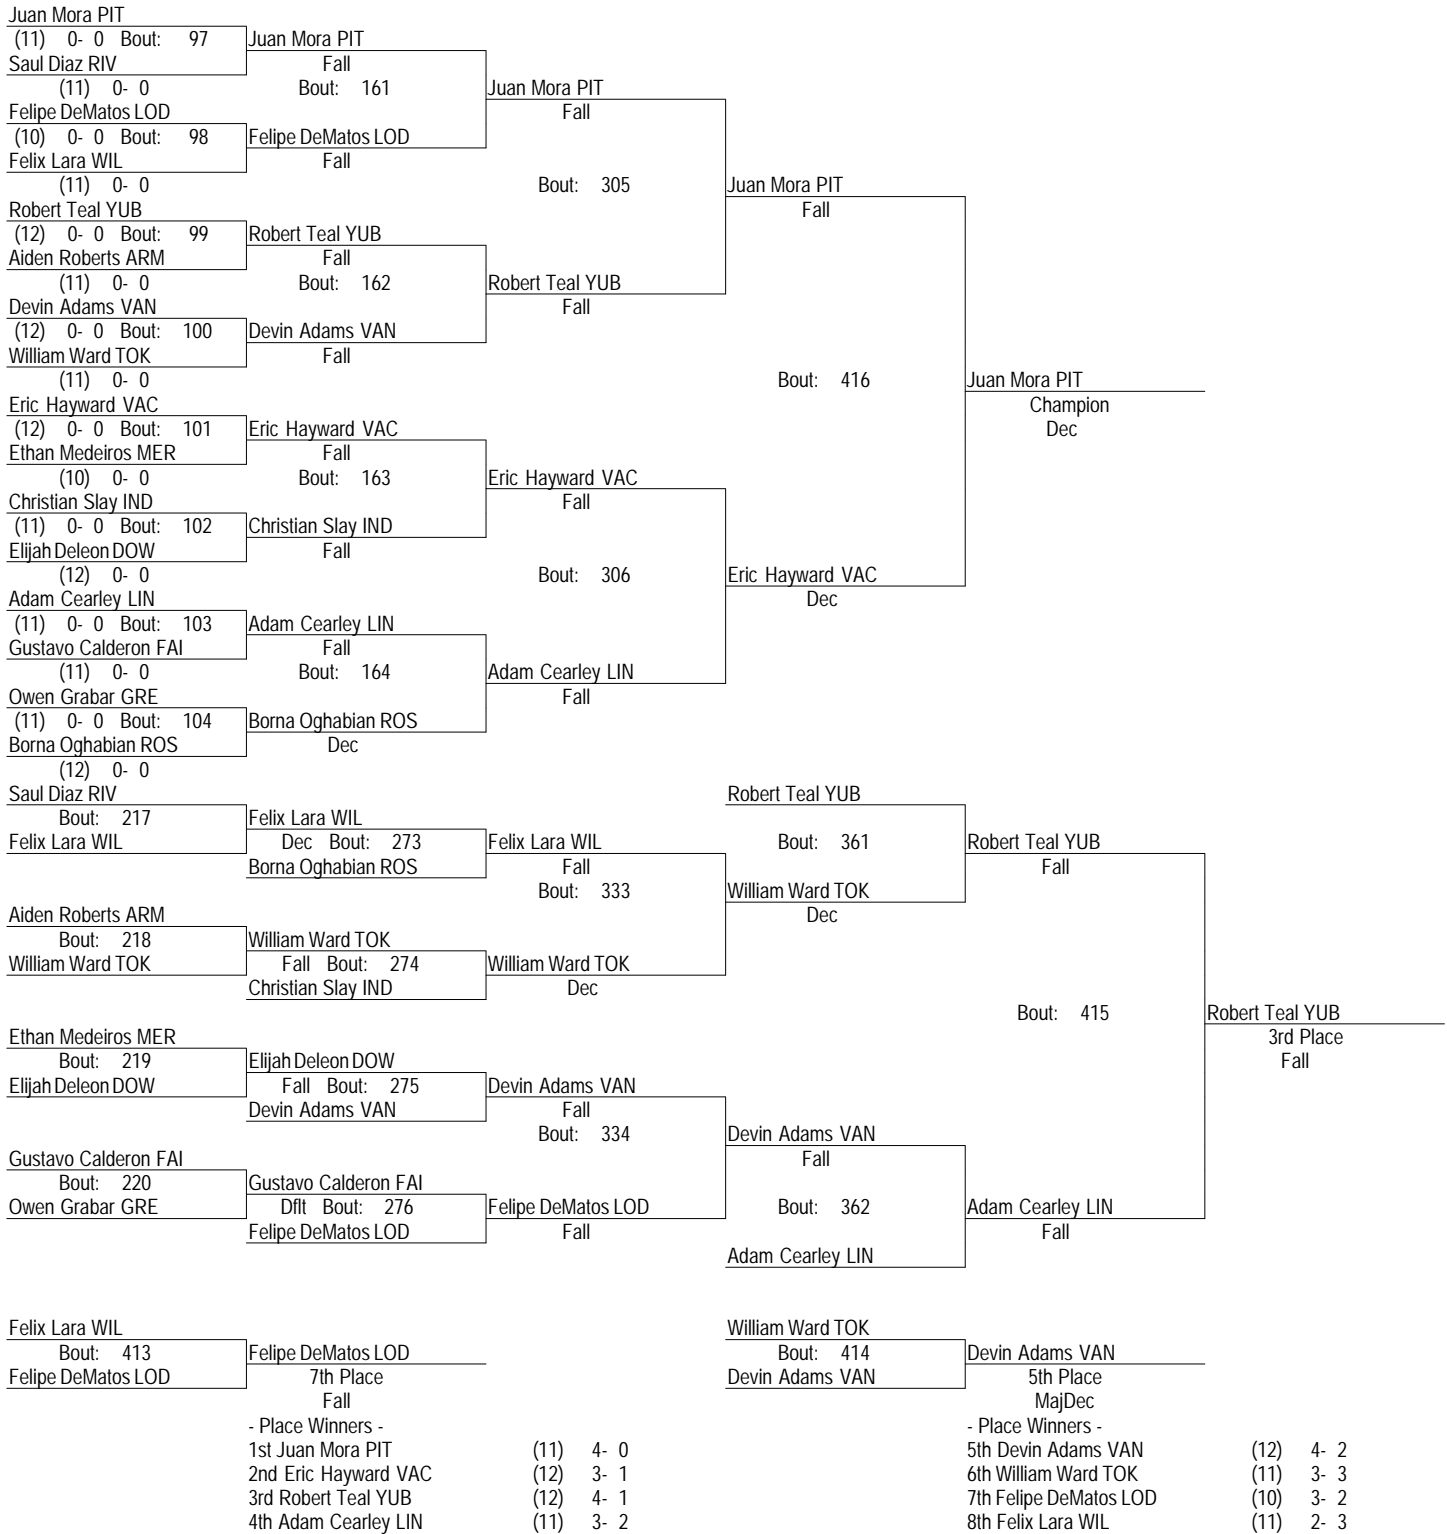 Juan Mora PIT
(11) 0- 0 Bout: 97 Juan Mora PIT
Saul Diaz RIV Fall
(11) 0- 0 Bout: 161 Juan Mora PIT
Felipe DeMatos LOD Fall
(10) 0- 0 Bout: 98 Felipe DeMatos LOD
Felix Lara WIL Fall
(11) 0- 0 Bout: 305 Juan Mora PIT
Robert Teal YUB Fall
(12) 0- 0 Bout: 99 Robert Teal YUB
Aiden Roberts ARM Fall
(11) 0- 0 Bout: 162 Robert Teal YUB
Devin Adams VAN Fall
(12) 0- 0 Bout: 100 Devin Adams VAN
William Ward TOK Fall
(11) 0- 0 Bout: 416 Juan Mora PIT
Eric Hayward VAC Champion
(12) 0- 0 Bout: 101 Eric Hayward VAC Dec
Ethan Medeiros MER Fall
(10) 0- 0 Bout: 163 Eric Hayward VAC
Christian Slay IND Fall
(11) 0- 0 Bout: 102 Christian Slay IND
Elijah Deleon DOW Fall
(12) 0- 0 Bout: 306 Eric Hayward VAC
Adam Cearley LIN Dec
(11) 0- 0 Bout: 103 Adam Cearley LIN
Gustavo Calderon FAI Fall
(11) 0- 0 Bout: 164 Adam Cearley LIN
Owen Grabar GRE Fall
(11) 0- 0 Bout: 104 Borna Oghabian ROS
Borna Oghabian ROS Dec
(12) 0- 0
Saul Diaz RIV Robert Teal YUB
Bout: 217 Felix Lara WIL
Felix Lara WIL Dec Bout: 273 Felix Lara WIL Bout: 361 Robert Teal YUB
Borna Oghabian ROS Fall Fall
Bout: 333 William Ward TOK
Aiden Roberts ARM Dec
Bout: 218 William Ward TOK
William Ward TOK Fall Bout: 274 William Ward TOK
Christian Slay IND Dec
Bout: 415 Robert Teal YUB
Ethan Medeiros MER 3rd Place
Bout: 219 Elijah Deleon DOW Fall
Elijah Deleon DOW Fall Bout: 275 Devin Adams VAN
Devin Adams VAN Fall
Bout: 334 Devin Adams VAN
Gustavo Calderon FAI Fall
Bout: 220 Gustavo Calderon FAI
Owen Grabar GRE Dflt Bout: 276 Felipe DeMatos LOD Bout: 362 Adam Cearley LIN
Felipe DeMatos LOD Fall Fall
Adam Cearley LIN
Felix Lara WIL William Ward TOK
Bout: 413 Felipe DeMatos LOD Bout: 414 Devin Adams VAN
Felipe DeMatos LOD 7th Place Devin Adams VAN 5th Place
Fall MajDec
- Place Winners - - Place Winners -
1st Juan Mora PIT (11) 4- 0 5th Devin Adams VAN (12) 4- 2
2nd Eric Hayward VAC (12) 3- 1 6th William Ward TOK (11) 3- 3
3rd Robert Teal YUB (12) 4- 1 7th Felipe DeMatos LOD (10) 3- 2
4th Adam Cearley LIN (11) 3- 2 8th Felix Lara WIL (11) 2- 3